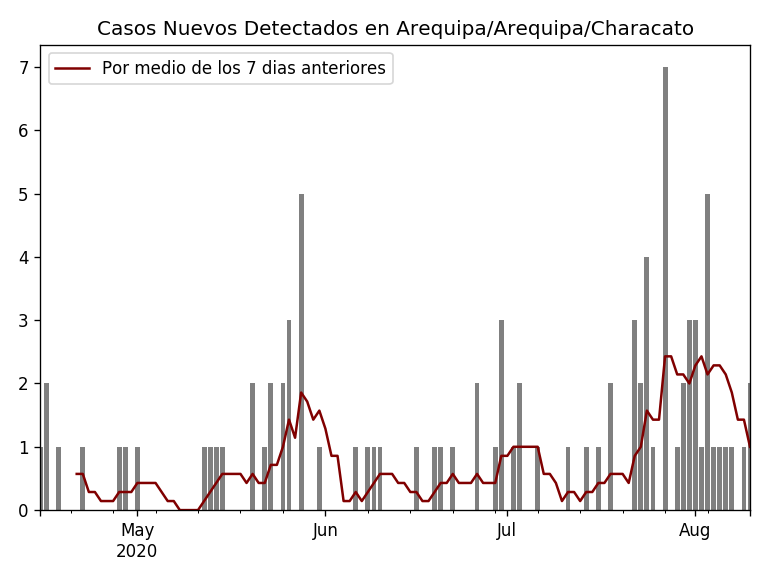 Casos Nuevos Detectados en Arequipa/Arequipa/Characato
Por medio de los 7 dias anteriores
7
6
5
4
3
2
1
0
May
2020
Jun
Jul
Aug